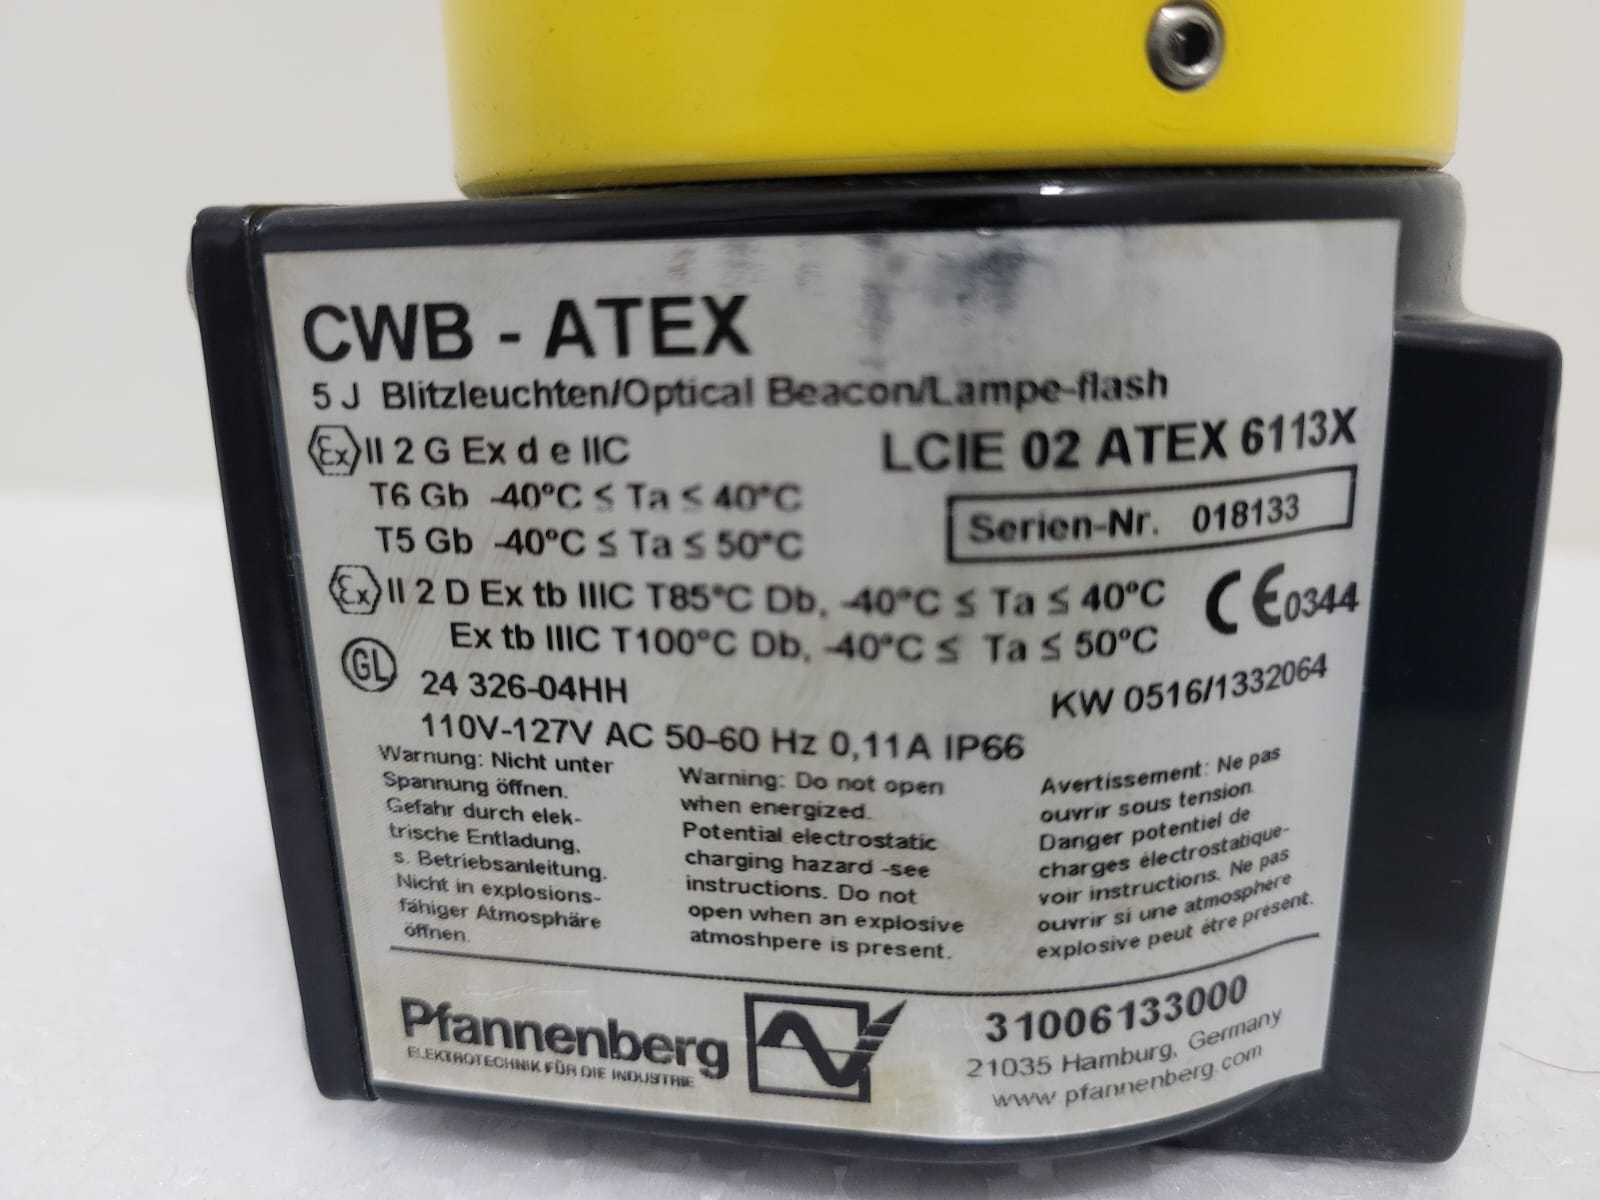 CWB - ATEX
5 J Blitzleuchten/Optical Beacon/Lampe-flash
Ex II 2 G Ex d e IIC
LCIE 02 ATEX 6113X
T6 Gb -40°C ≤ Ta ≤ 40°C
T5 Gb -40°C ≤ Ta ≤ 50°C
Serien-Nr. 018133
Ex II 2 D Ex tb IIIC T85°C Db, -40°C ≤ Ta ≤ 40°C
Ex tb IIIC T100°C Db, -40°C ≤ Ta ≤ 50°C
CE 0344
GL 24 326-04HH
KW 0516/1332064
110V-127V AC 50-60 Hz 0,11A IP66
Warnung: Nicht unter
Spannung öffnen.
Gefahr durch elek-
trische Entladung,
s. Betriebsanleitung.
Nicht in explosions-
fähiger Atmosphäre
öffnen.
Warning: Do not open
when energized.
Potential electrostatic
charging hazard -see
instructions. Do not
open when an explosive
atmoshpere is present.
Avertissement: Ne pas
ouvrir sous tension.
Danger potentiel de
charges électrostatique-
voir instructions. Ne pas
ouvrir si une atmosphère
explosive peut être présent.
Pfannenberg
ELEKTROTECHNIK FÜR DIE INDUSTRIE
31006133000
21035 Hamburg, Germany
www.pfannenberg.com